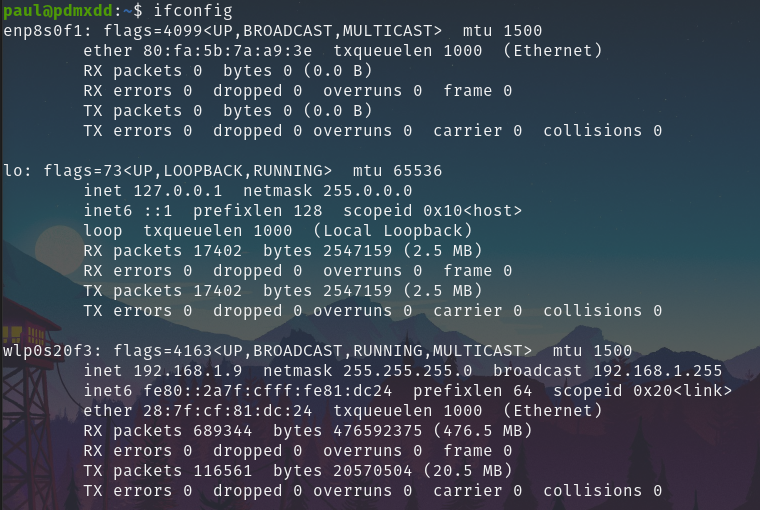 paul@pdmxdd:~$ ifconfig
enp8s0f1: flags=4099<UP,BROADCAST,MULTICAST>  mtu 1500
        ether 80:fa:5b:7a:a9:3e  txqueuelen 1000  (Ethernet)
        RX packets 0  bytes 0 (0.0 B)
        RX errors 0  dropped 0  overruns 0  frame 0
        TX packets 0  bytes 0 (0.0 B)
        TX errors 0  dropped 0 overruns 0  carrier 0  collisions 0

lo: flags=73<UP,LOOPBACK,RUNNING>  mtu 65536
        inet 127.0.0.1  netmask 255.0.0.0
        inet6 ::1  prefixlen 128  scopeid 0x10<host>
        loop  txqueuelen 1000  (Local Loopback)
        RX packets 17402  bytes 2547159 (2.5 MB)
        RX errors 0  dropped 0  overruns 0  frame 0
        TX packets 17402  bytes 2547159 (2.5 MB)
        TX errors 0  dropped 0 overruns 0  carrier 0  collisions 0

wlp0s20f3: flags=4163<UP,BROADCAST,RUNNING,MULTICAST>  mtu 1500
        inet 192.168.1.9  netmask 255.255.255.0  broadcast 192.168.1.255
        inet6 fe80::2a7f:cfff:fe81:dc24  prefixlen 64  scopeid 0x20<link>
        ether 28:7f:cf:81:dc:24  txqueuelen 1000  (Ethernet)
        RX packets 689344  bytes 476592375 (476.5 MB)
        RX errors 0  dropped 0  overruns 0  frame 0
        TX packets 116561  bytes 20570504 (20.5 MB)
        TX errors 0  dropped 0 overruns 0  carrier 0  collisions 0